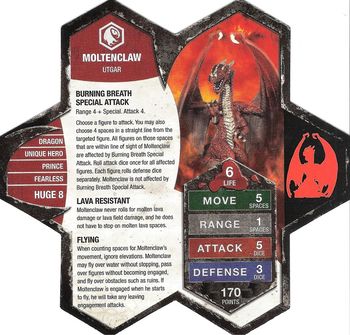 MOLTENCLAW
UTGAR
BURNING BREATH
SPECIAL ATTACK
Range 4 + Special. Attack 4.
Choose a figure to attack. You may also
choose 4 spaces in a straight line from the
targeted figure. All figures on those spaces
that are within line of sight of Moltenclaw
are affected by Burning Breath Special
Attack. Roll attack dice once for all affected
figures. Each figure rolls defense dice
separately. Moltenclaw is not affected by
Burning Breath Special Attack.
LAVA RESISTANT
Moltenclaw never rolls for molten lava
damage or lava field damage, and he does
not have to stop on molten lava spaces.
FLYING
When counting spaces for Moltenclaw's
movement, ignore elevations. Moltenclaw
may fly over water without stopping, pass
over figures without becoming engaged,
and fly over obstacles such as ruins. If
Moltenclaw is engaged when he starts
to fly, he will take any leaving
engagement attacks.
DRAGON
UNIQUE HERO
PRINCE
FEARLESS
HUGE 8
6
LIFE
MOVE 5
SPACES
RANGE 1
SPACES
ATTACK 5
DICE
DEFENSE 3
DICE
170
POINTS